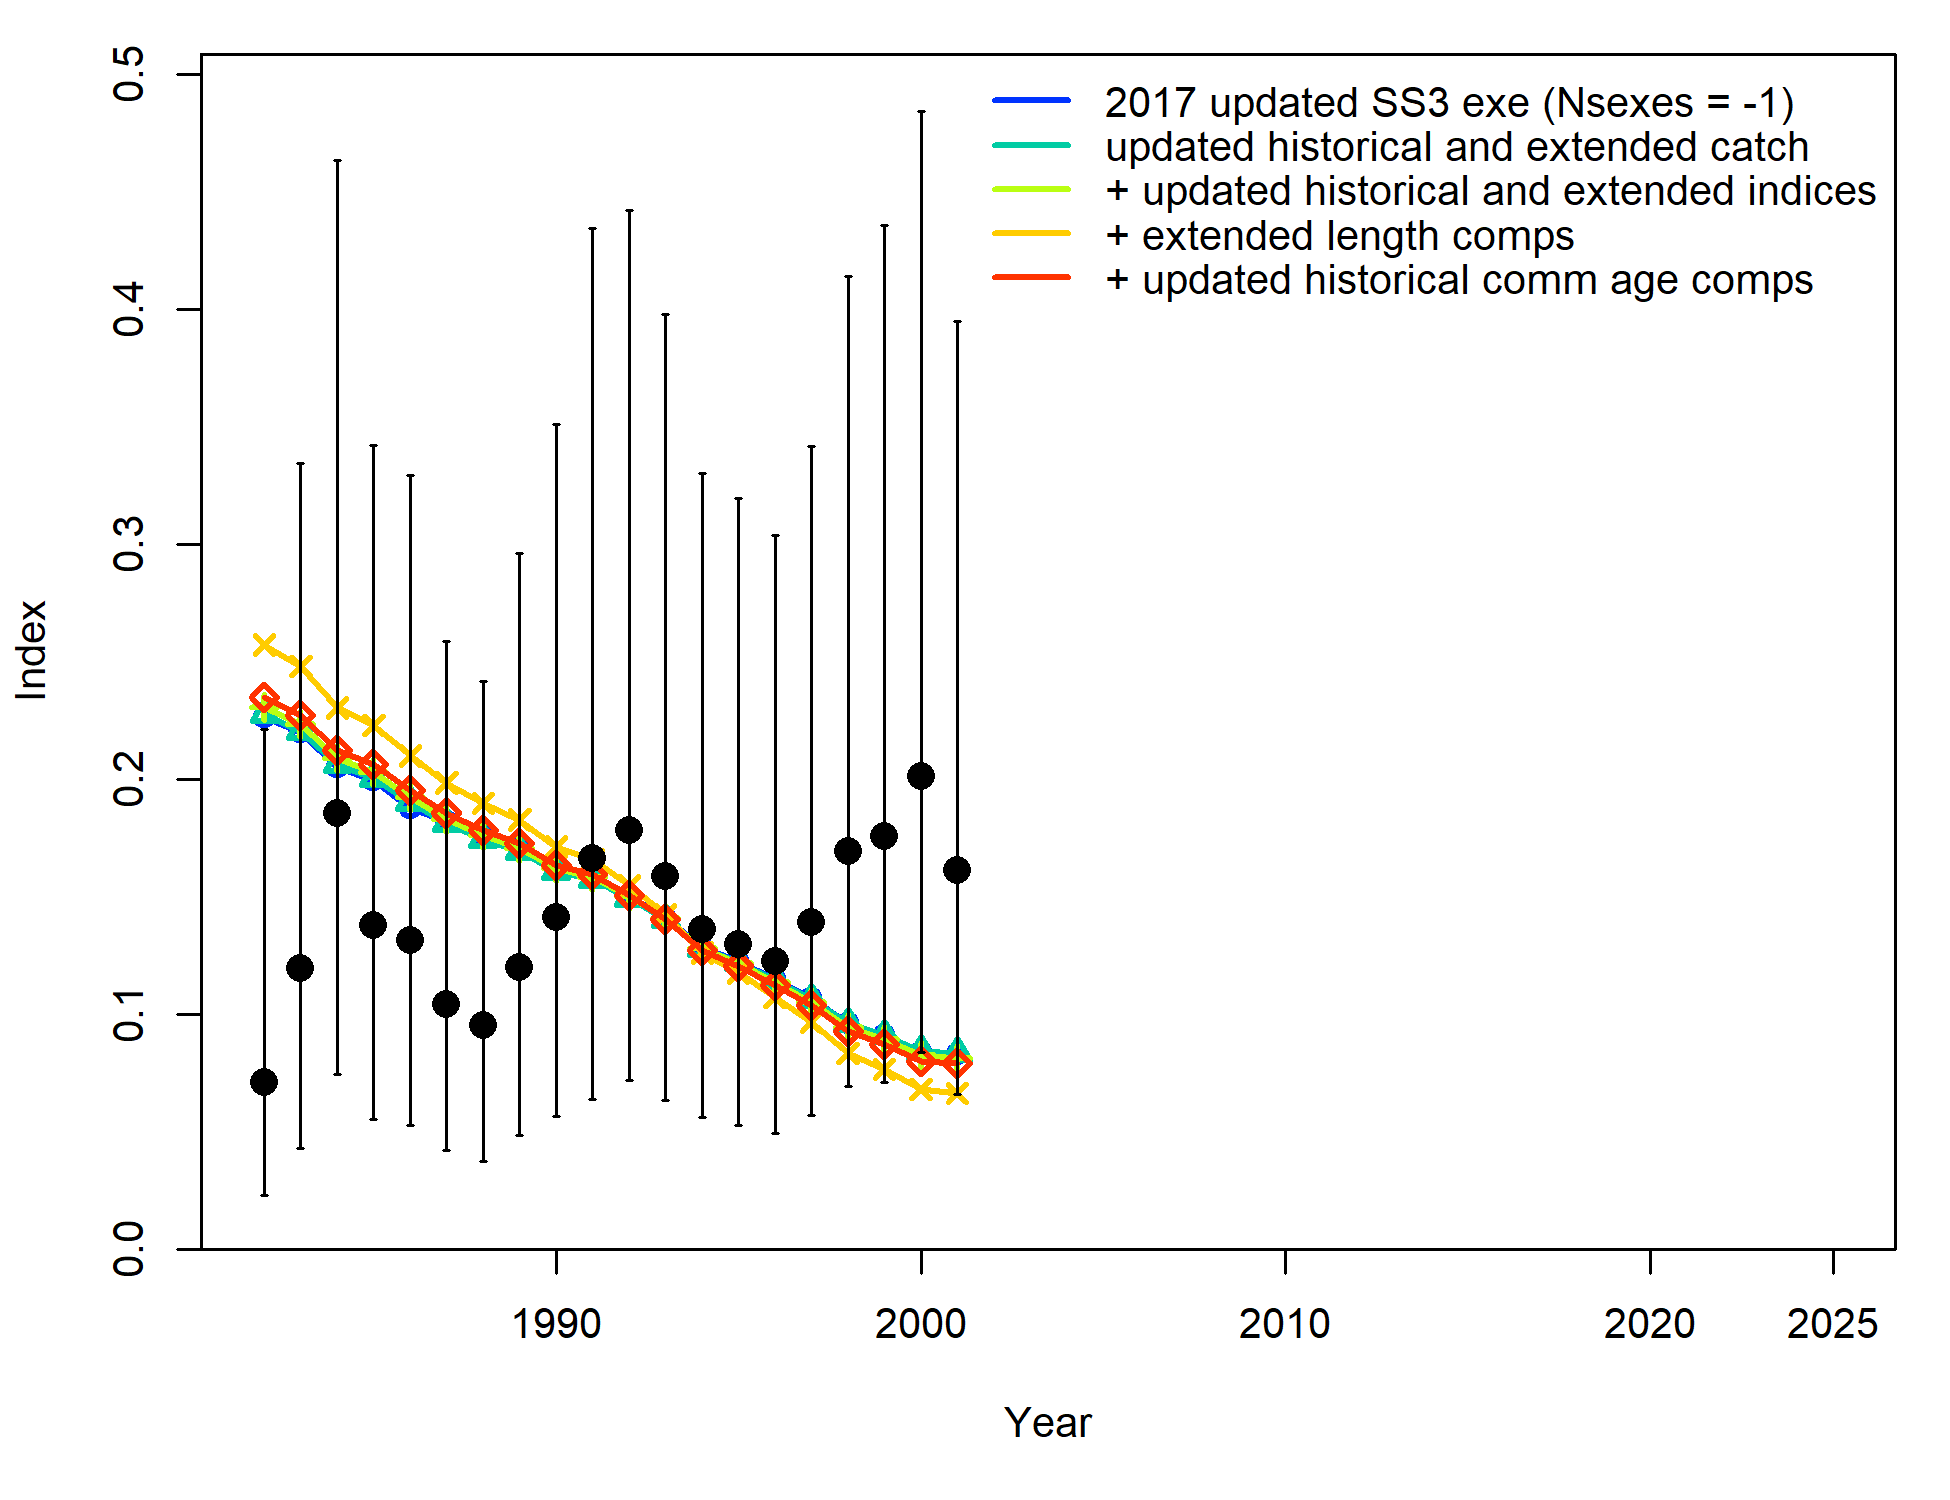 0.5
0.4
0.3
0.2
0.1
0.0
Index
2017 updated SS3 exe (Nsexes = -1)
updated historical and extended catch
+ updated historical and extended indices
+ extended length comps
+ updated historical comm age comps
1990 2000 2010 2020 2025
Year